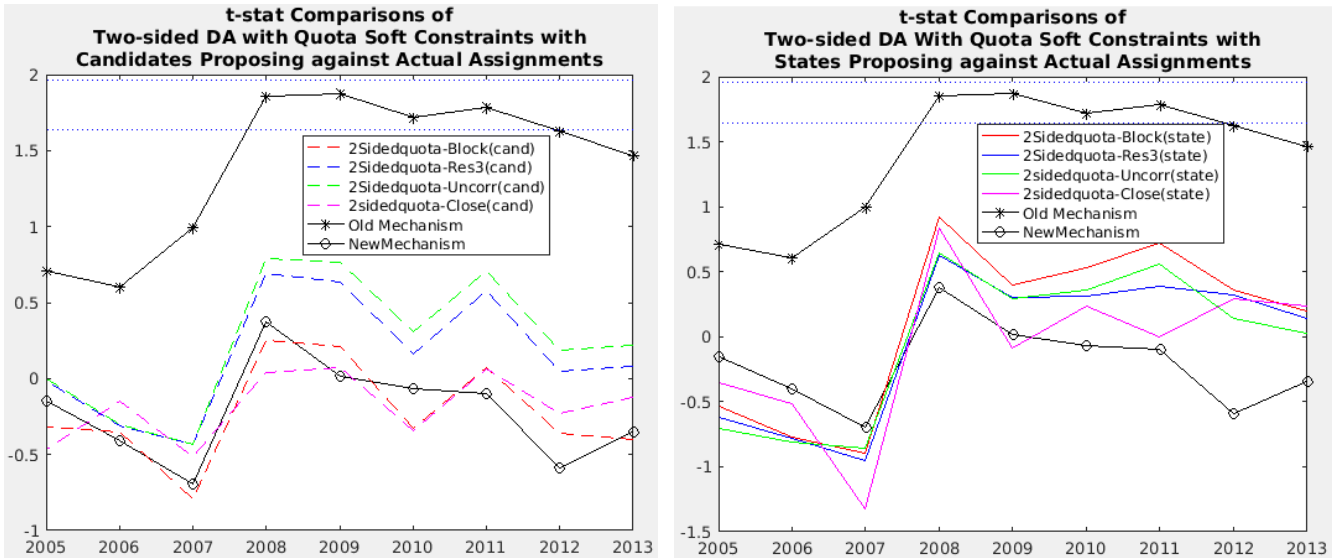 t-stat Comparisons of
Two-sided DA with Quota Soft Constraints with
Candidates Proposing against Actual Assignments
2
1.5
1
0.5
0
-0.5
-1
2005 2006 2007 2008 2009 2010 2011 2012 2013
2Sidedquota-Block(cand)
2Sidedquota-Res3(cand)
2Sidedquota-Uncorr(cand)
2sidedquota-Close(cand)
Old Mechanism
NewMechanism
t-stat Comparisons of
Two-sided DA With Quota Soft Constraints with
States Proposing against Actual Assignments
2
1.5
1
0.5
0
-0.5
-1
-1.5
2005 2006 2007 2008 2009 2010 2011 2012 2013
2Sidedquota-Block(state)
2Sidedquota-Res3(state)
2sidedquota-Uncorr(state)
2sidedquota-Close(state)
Old Mechanism
NewMechanism